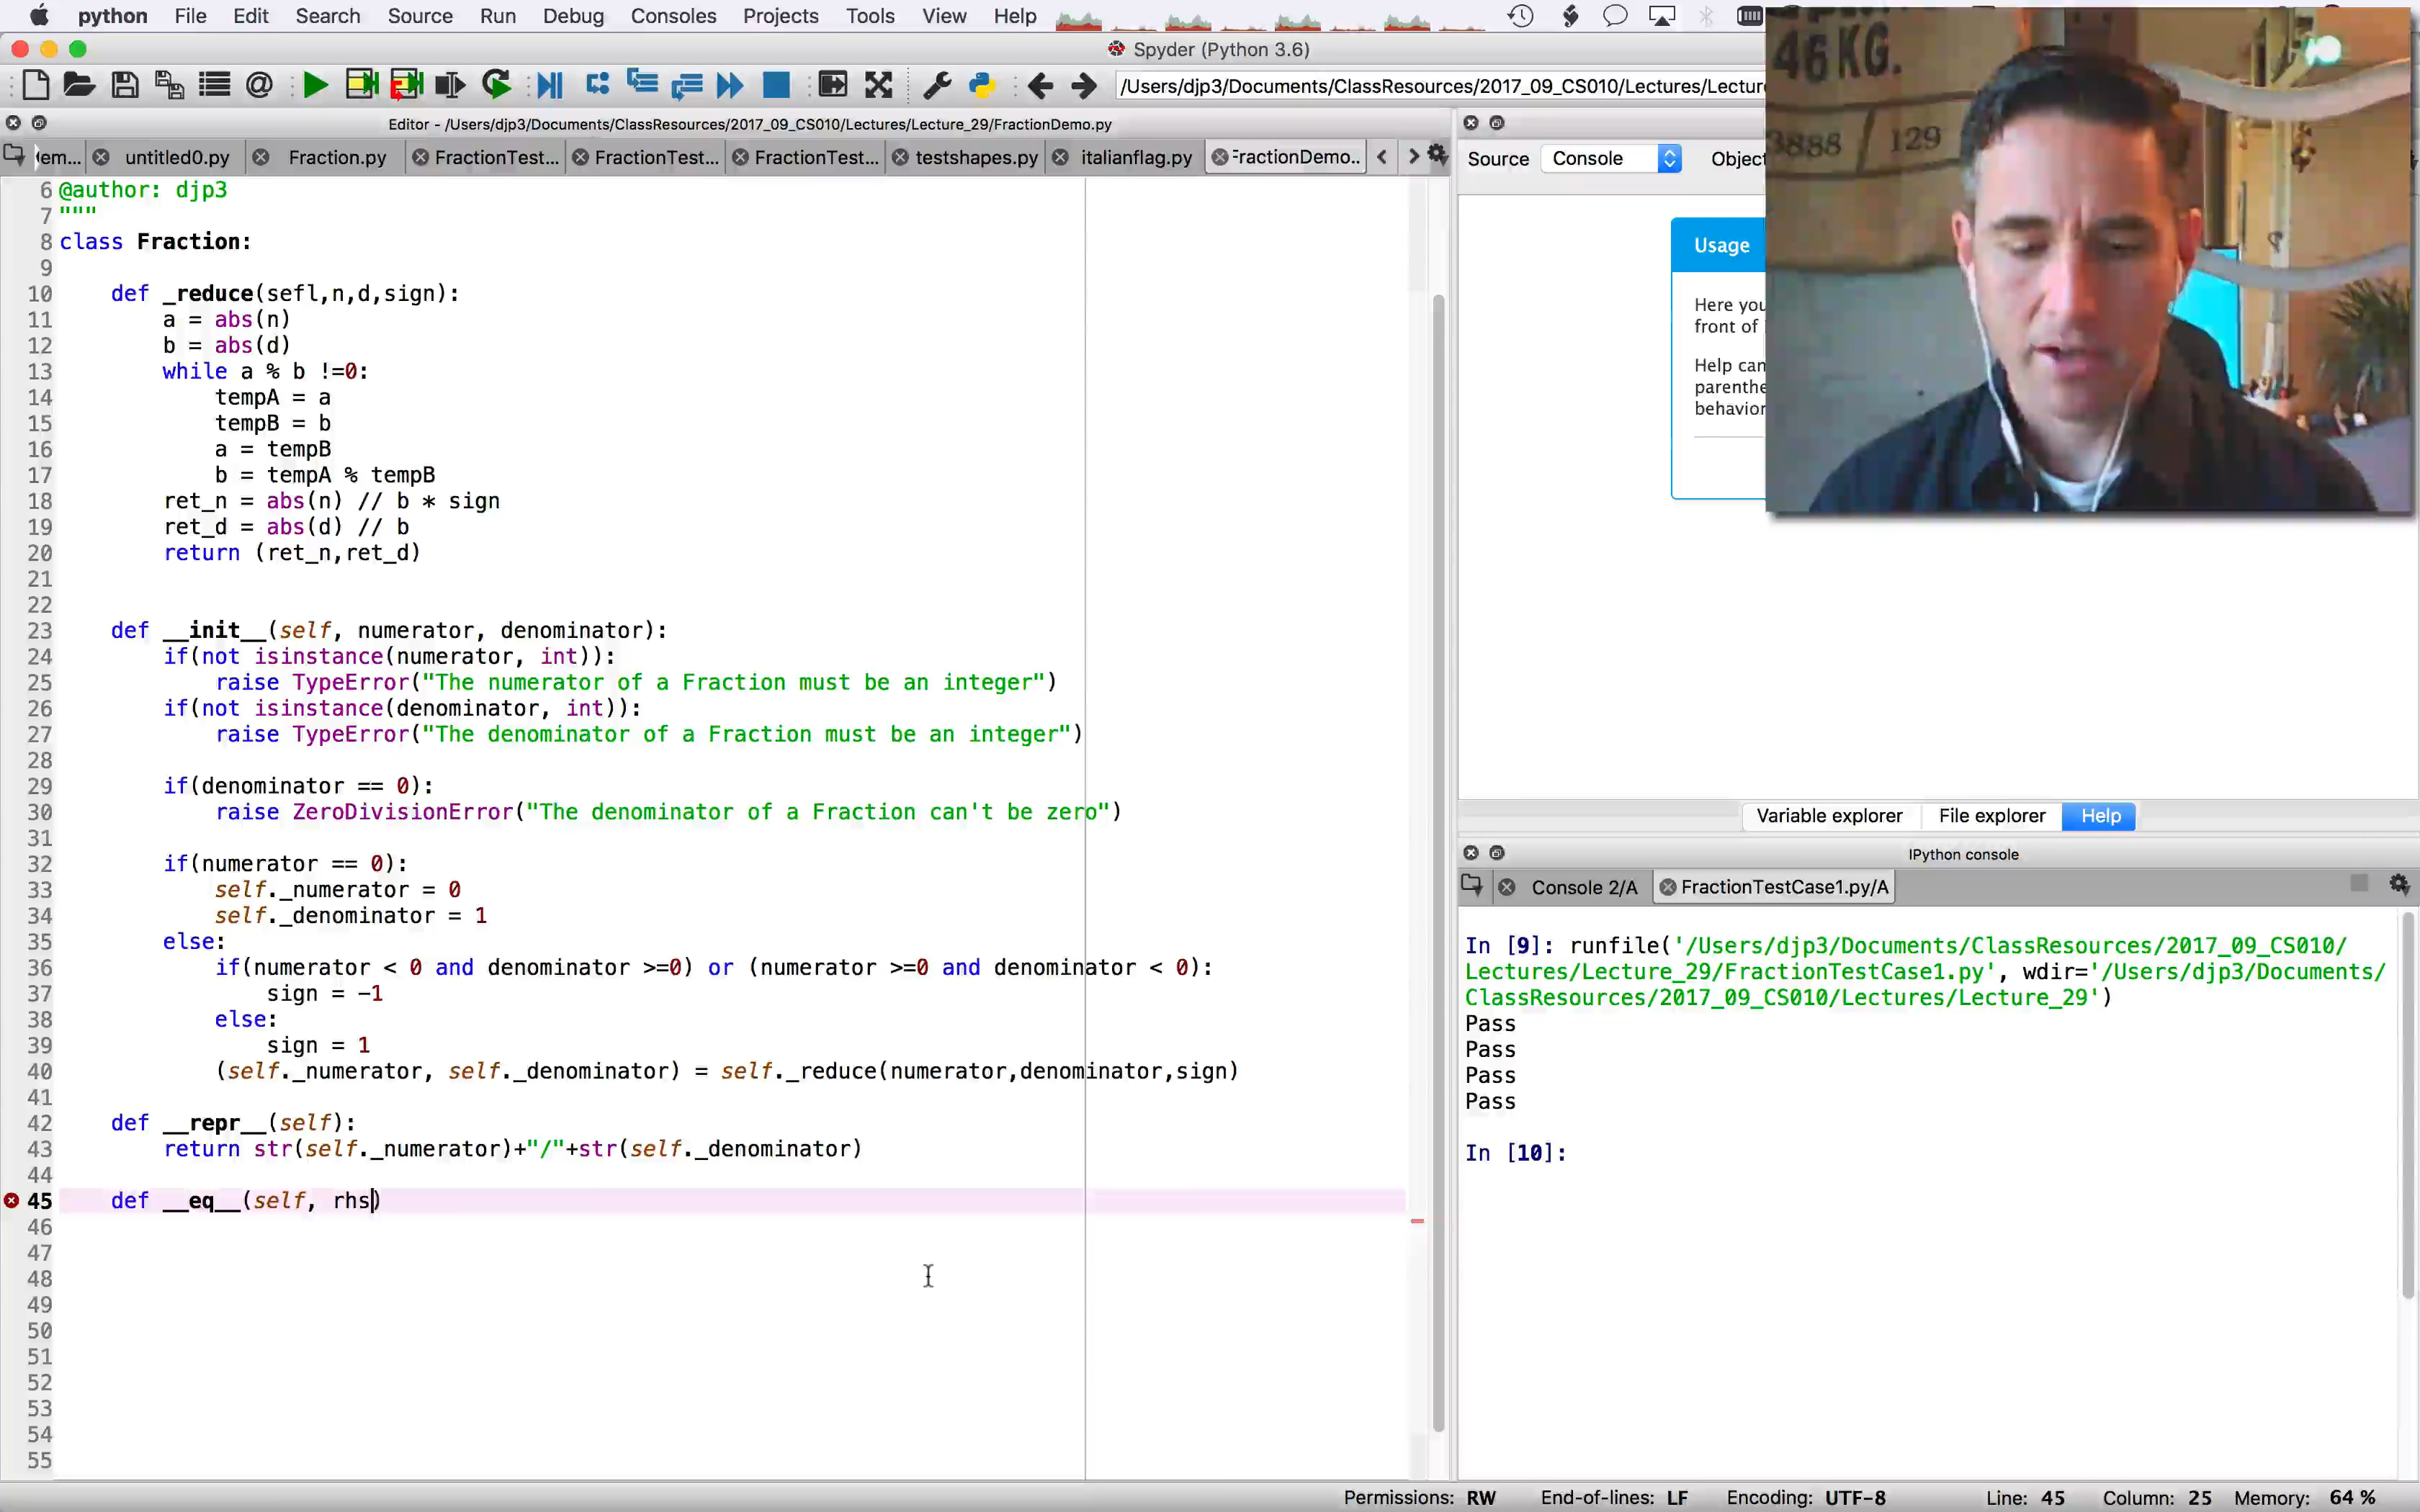 python File Edit Search Source Run Debug Consoles Projects Tools View Help
Spyder (Python 3.6)
/Users/djp3/Documents/ClassResources/2017_09_CS010/Lectures/Lectur
Editor - /Users/djp3/Documents/ClassResources/2017_09_CS010/Lectures/Lecture_29/FractionDemo.py
em... untitled0.py Fraction.py FractionTest... FractionTest... FractionTest... testshapes.py italianflag.py FractionDemo..
6 @author: djp3
7 """
8 class Fraction:
9
10 def _reduce(sefl,n,d,sign):
11 a = abs(n)
12 b = abs(d)
13 while a % b !=0:
14 tempA = a
15 tempB = b
16 a = tempB
17 b = tempA % tempB
18 ret_n = abs(n) // b * sign
19 ret_d = abs(d) // b
20 return (ret_n,ret_d)
21
22
23 def __init__(self, numerator, denominator):
24 if(not isinstance(numerator, int)):
25 raise TypeError("The numerator of a Fraction must be an integer")
26 if(not isinstance(denominator, int)):
27 raise TypeError("The denominator of a Fraction must be an integer")
28
29 if(denominator == 0):
30 raise ZeroDivisionError("The denominator of a Fraction can't be zero")
31
32 if(numerator == 0):
33 self._numerator = 0
34 self._denominator = 1
35 else:
36 if(numerator < 0 and denominator >=0) or (numerator >=0 and denominator < 0):
37 sign = -1
38 else:
39 sign = 1
40 (self._numerator, self._denominator) = self._reduce(numerator,denominator,sign)
41
42 def __repr__(self):
43 return str(self._numerator)+"/"+str(self._denominator)
44
45 def __eq__(self, rhs)
46
47
48
49
50
51
52
53
54
55
Source Console Object
Usage
Here you
front of
Help can
parenthe
behavior
46 KG.
3888 / 129
Variable explorer File explorer Help
IPython console
Console 2/A FractionTestCase1.py/A
In [9]: runfile('/Users/djp3/Documents/ClassResources/2017_09_CS010/
Lectures/Lecture_29/FractionTestCase1.py', wdir='/Users/djp3/Documents/
ClassResources/2017_09_CS010/Lectures/Lecture_29')
Pass
Pass
Pass
Pass
In [10]:
Permissions: RW End-of-lines: LF Encoding: UTF-8 Line: 45 Column: 25 Memory: 64 %